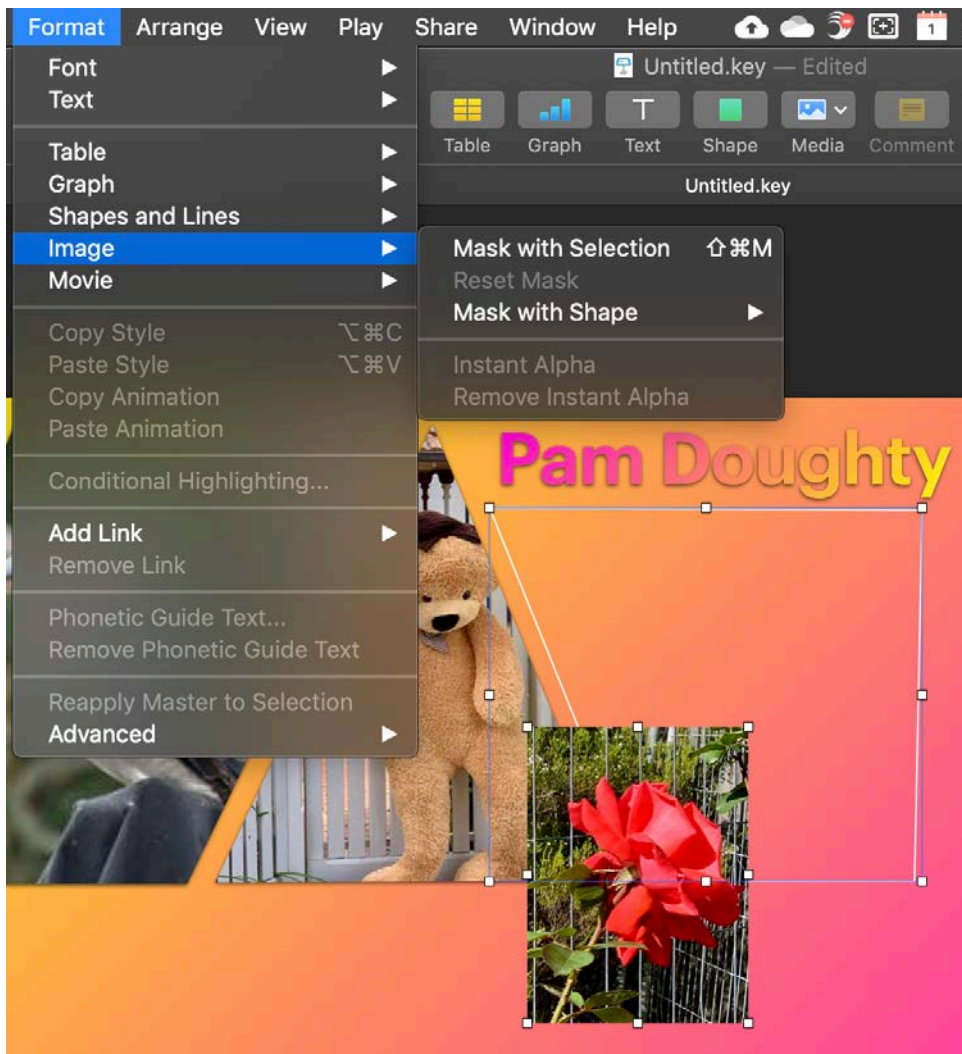 Format Arrange View Play Share Window Help 1
Untitled.key — Edited
Table Graph Text Shape Media Comment
Untitled.key
Font
Text
Table
Graph
Shapes and Lines
Image
Movie
Copy Style ⌥⌘C
Paste Style ⌥⌘V
Copy Animation
Paste Animation
Conditional Highlighting...
Add Link
Remove Link
Phonetic Guide Text...
Remove Phonetic Guide Text
Reapply Master to Selection
Advanced
Mask with Selection ⇧⌘M
Reset Mask
Mask with Shape
Instant Alpha
Remove Instant Alpha
Pam Doughty